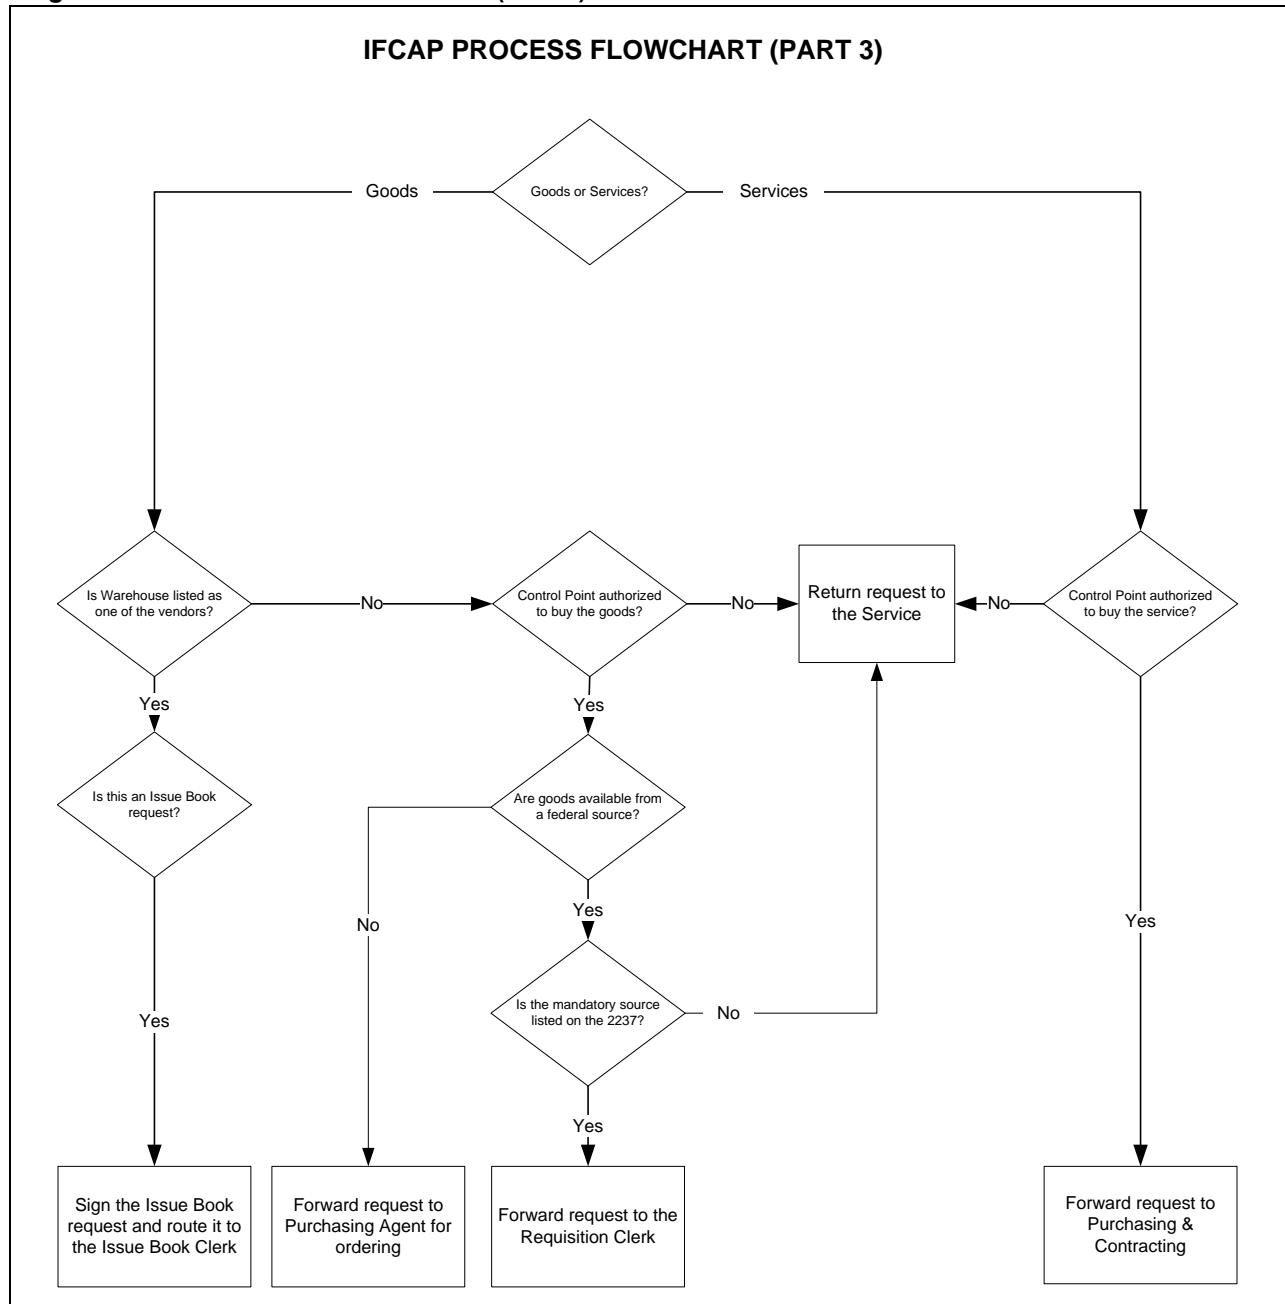 IFCAP PROCESS FLOWCHART (PART 3)
Goods
Goods or Services?
Services
Is Warehouse listed as
one of the vendors?
No
Control Point authorized
to buy the goods?
No
Return request to
the Service
No
Control Point authorized
to buy the service?
Yes
Yes
Is this an Issue Book
request?
Are goods available from
a federal source?
No
Yes
Yes
Is the mandatory source
listed on the 2237?
No
Yes
Yes
Sign the Issue Book
request and route it to
the Issue Book Clerk
Forward request to
Purchasing Agent for
ordering
Forward request to the
Requisition Clerk
Forward request to
Purchasing &
Contracting